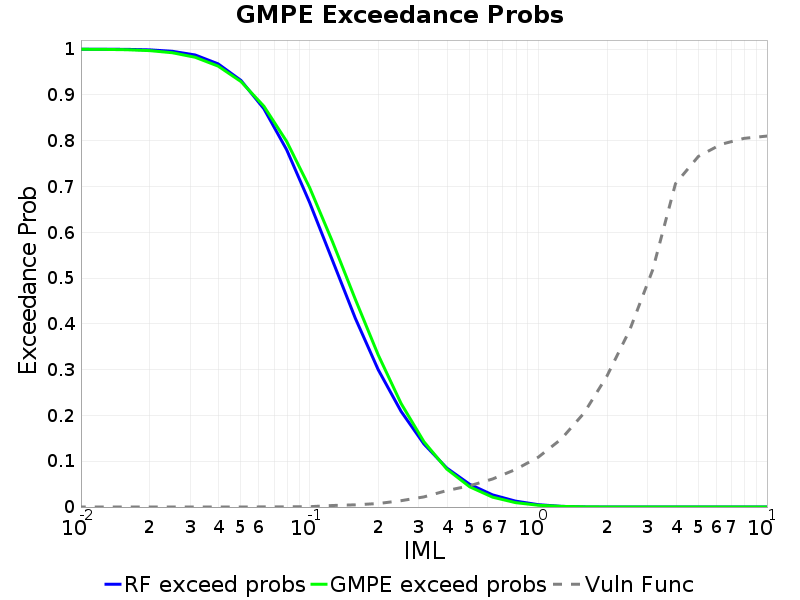 GMPE Exceedance Probs
Exceedance Prob
1
0.9
0.8
0.7
0.6
0.5
0.4
0.3
0.2
0.1
0
10^-2 2 3 4 5 6 10^-1 2 3 4 5 6 7 10^0 2 3 4 5 6 7 10^1
IML
RF exceed probs GMPE exceed probs Vuln Func